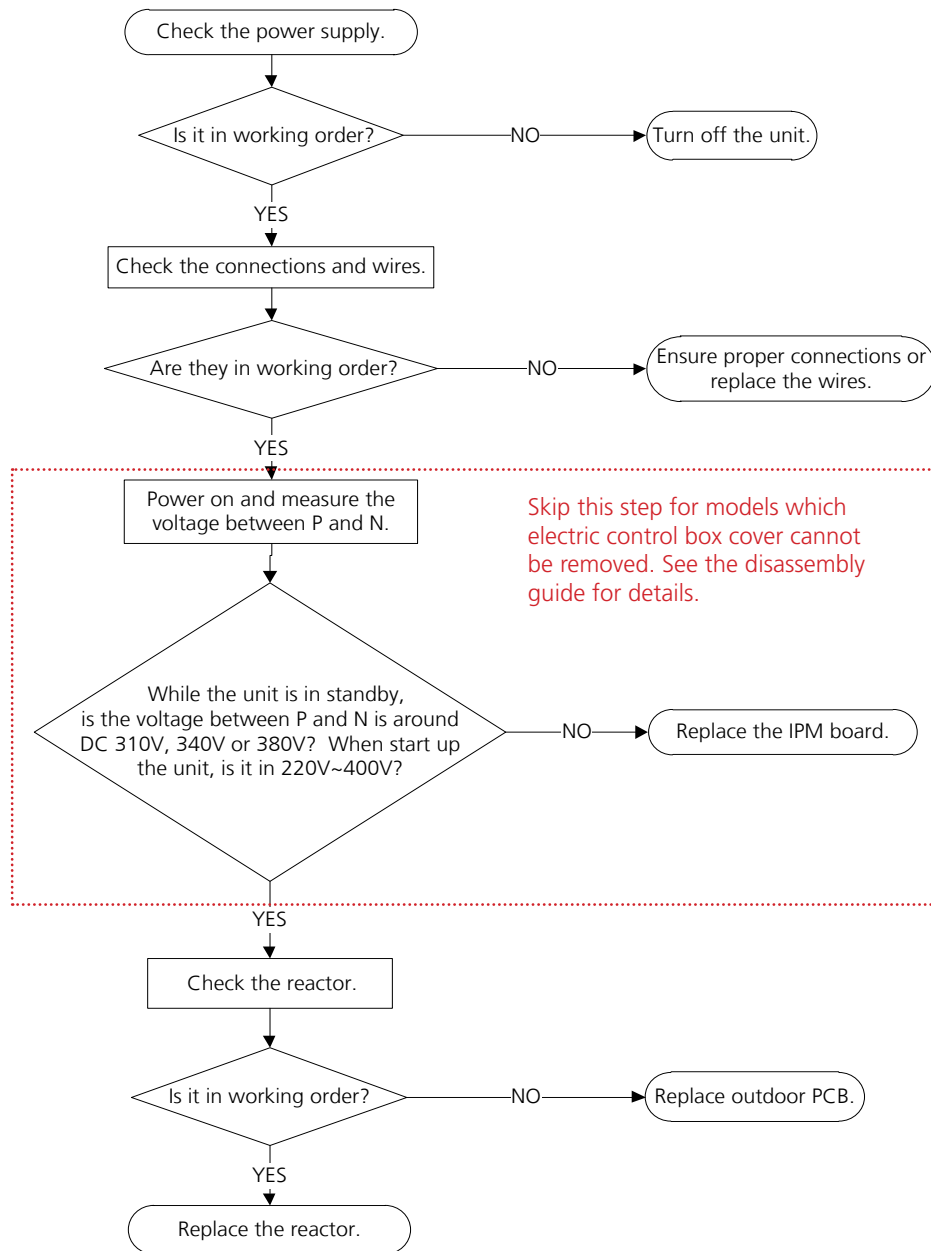 Check the power supply.
Is it in working order?
NO
Turn off the unit.
YES
Check the connections and wires.
Are they in working order?
NO
Ensure proper connections or
replace the wires.
YES
Power on and measure the
voltage between P and N.
Skip this step for models which
electric control box cover cannot
be removed. See the disassembly
guide for details.
While the unit is in standby,
is the voltage between P and N is around
DC 310V, 340V or 380V? When start up
the unit, is it in 220V~400V?
NO
Replace the IPM board.
YES
Check the reactor.
Is it in working order?
NO
Replace outdoor PCB.
YES
Replace the reactor.